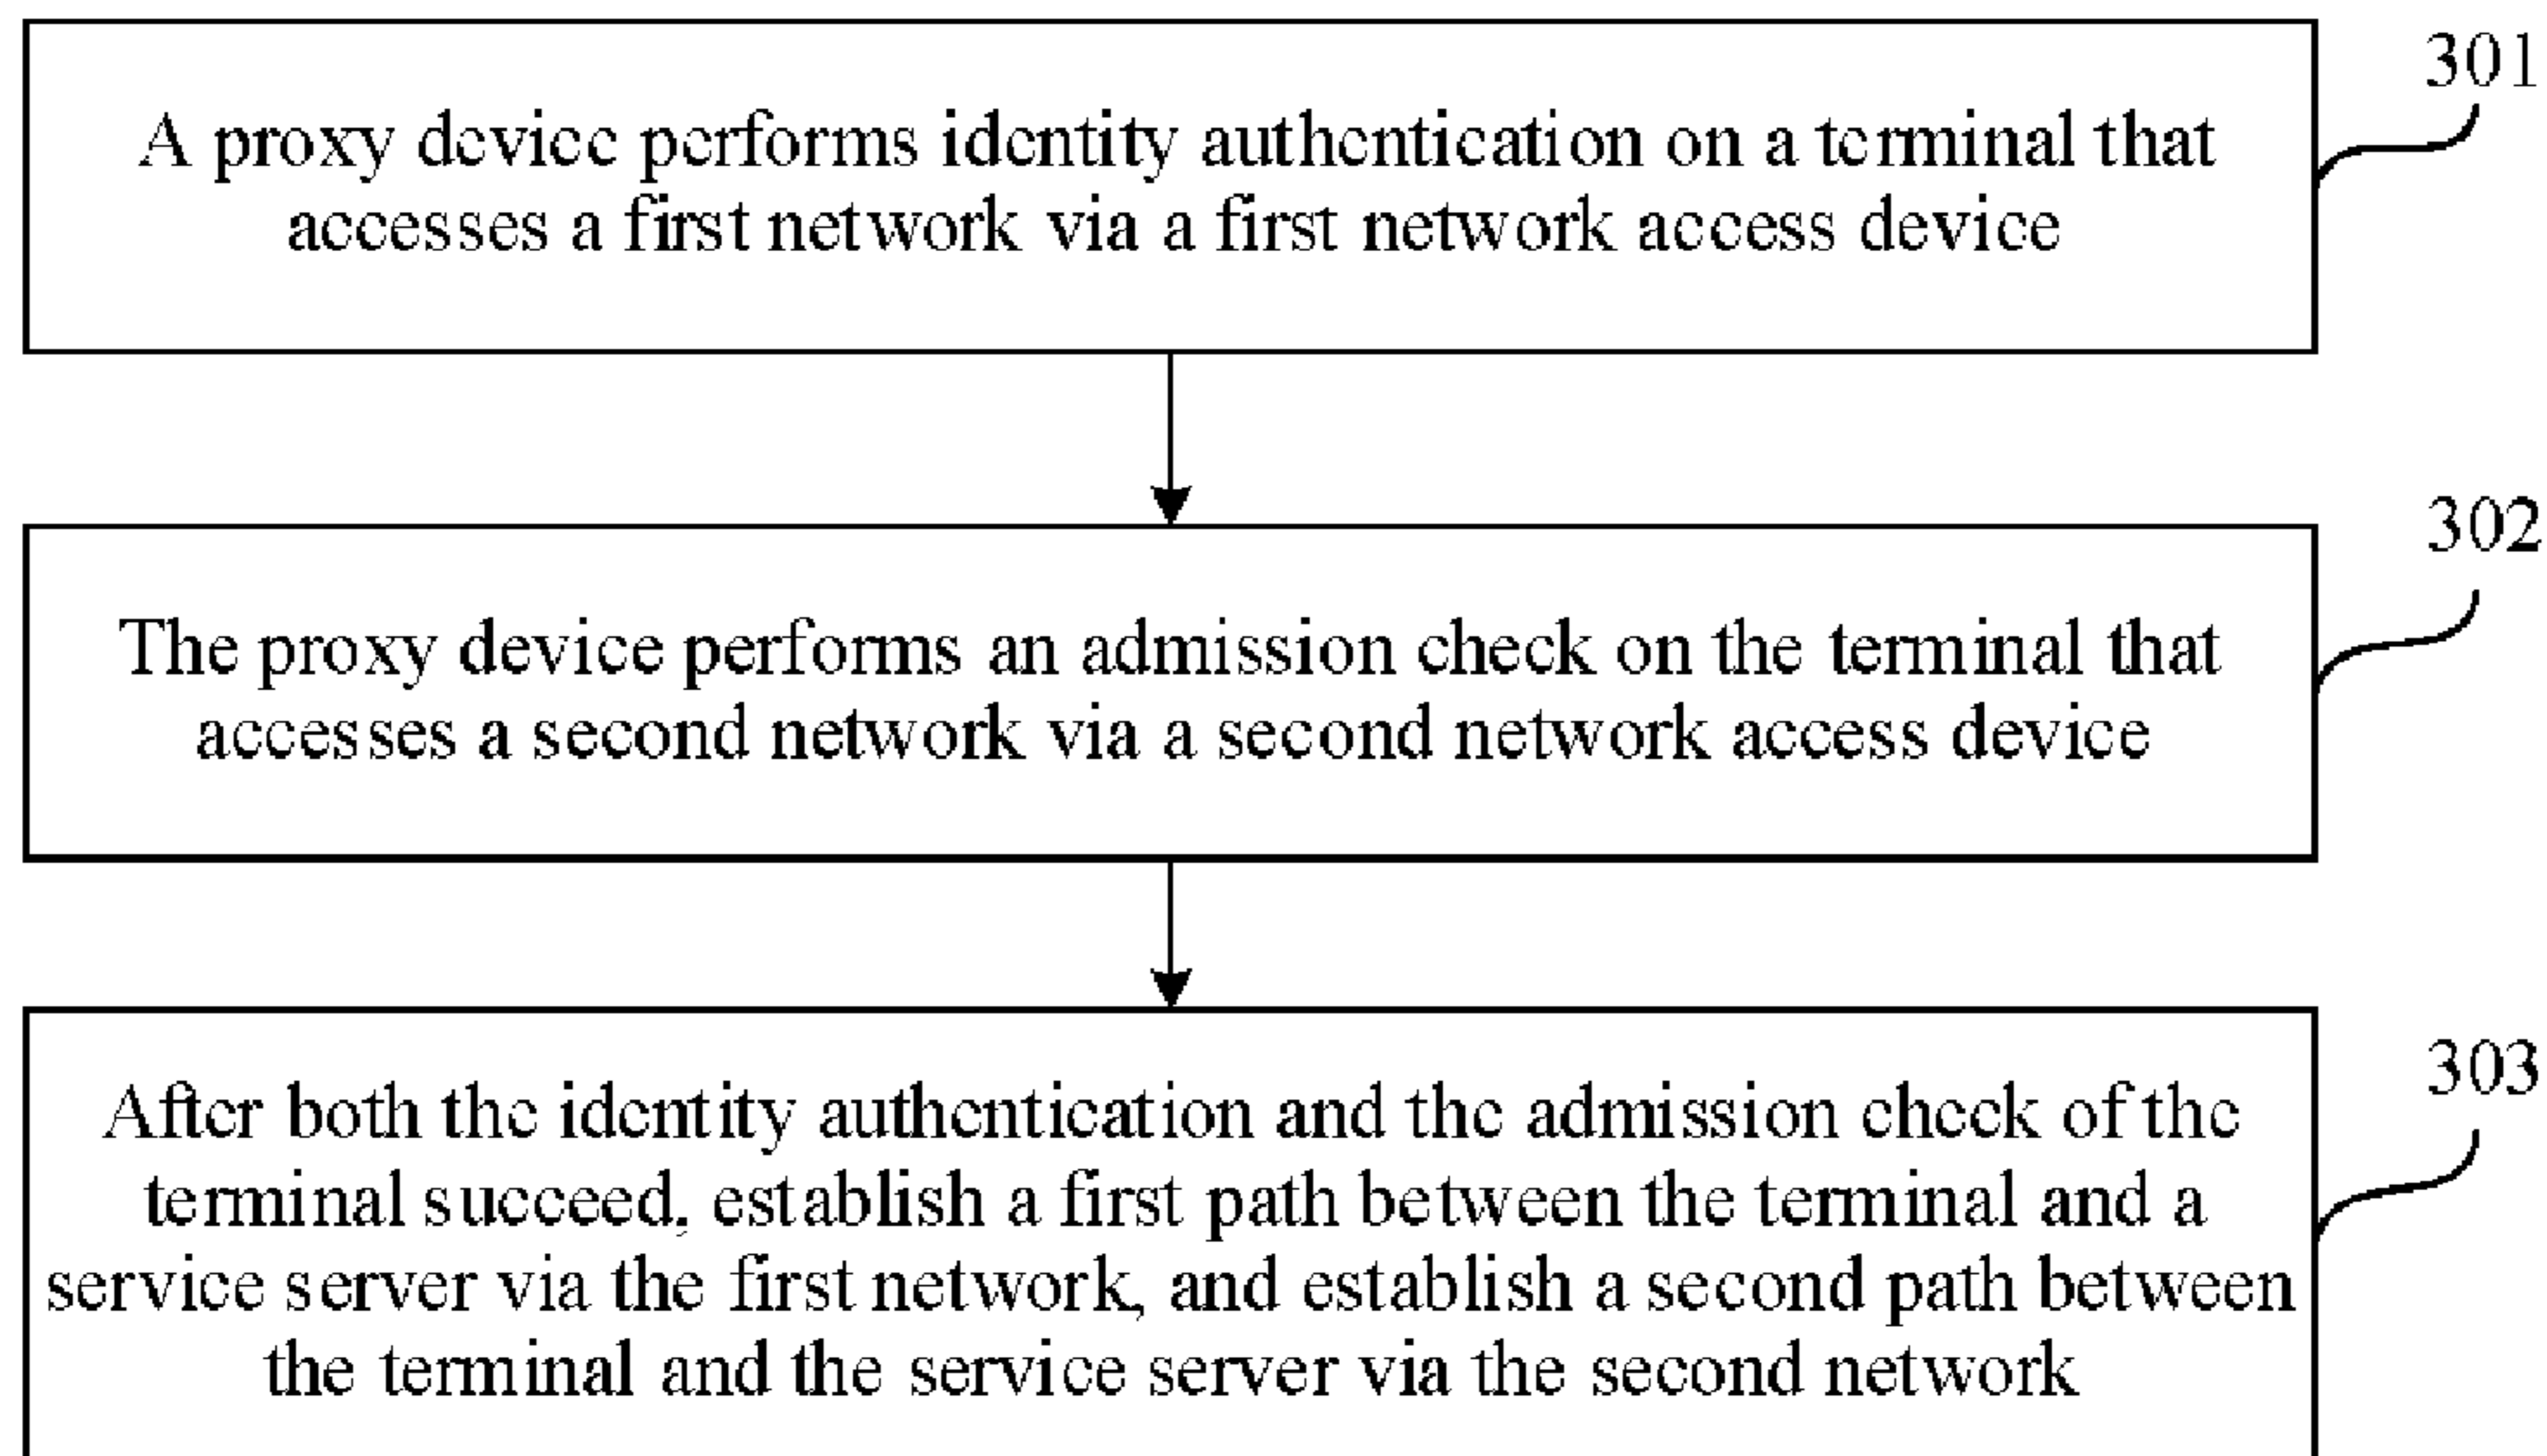 301
A proxy device performs identity authentication on a terminal that
accesses a first network via a first network access device
302
The proxy device performs an admission check on the terminal that
accesses a second network via a second network access device
303
After both the identity authentication and the admission check of the
terminal succeed, establish a first path between the terminal and a
service server via the first network, and establish a second path between
the terminal and the service server via the second network